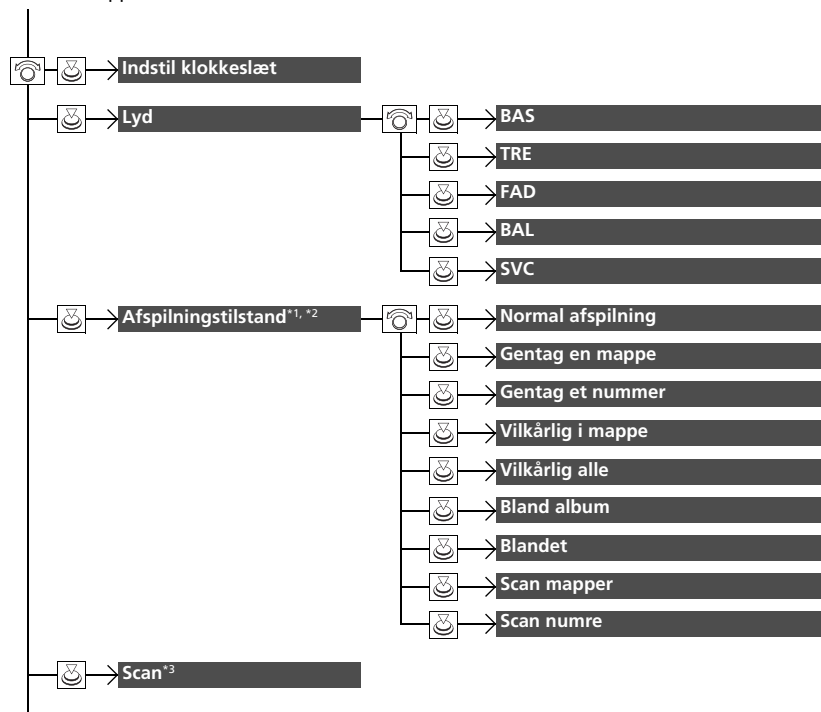 Indstil klokkeslæt
Lyd
BAS
TRE
FAD
BAL
SVC
Afspilningstilstand*1, *2
Normal afspilning
Gentag en mappe
Gentag et nummer
Vilkårlig i mappe
Vilkårlig alle
Bland album
Blandet
Scan mapper
Scan numre
Scan*3